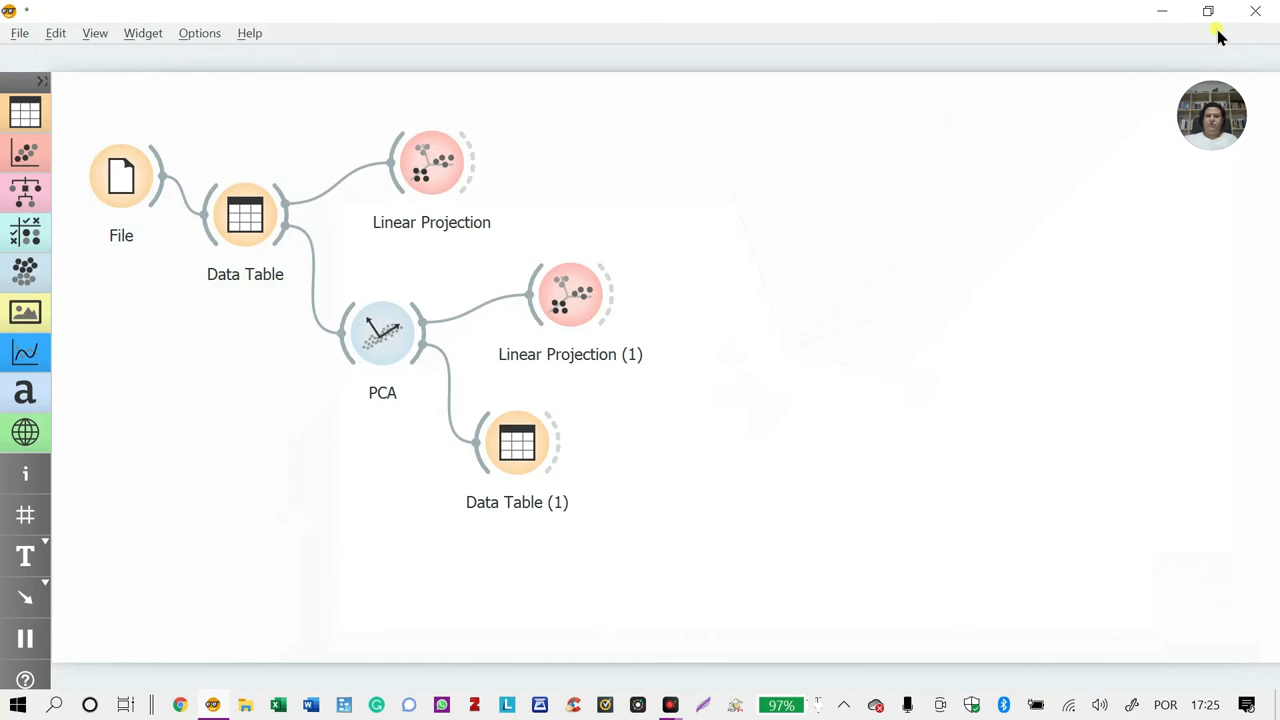 *
File Edit View Widget Options Help
Linear Projection
File
Data Table
Linear Projection (1)
PCA
Data Table (1)
a
i
#
T
?
97% POR 17:25